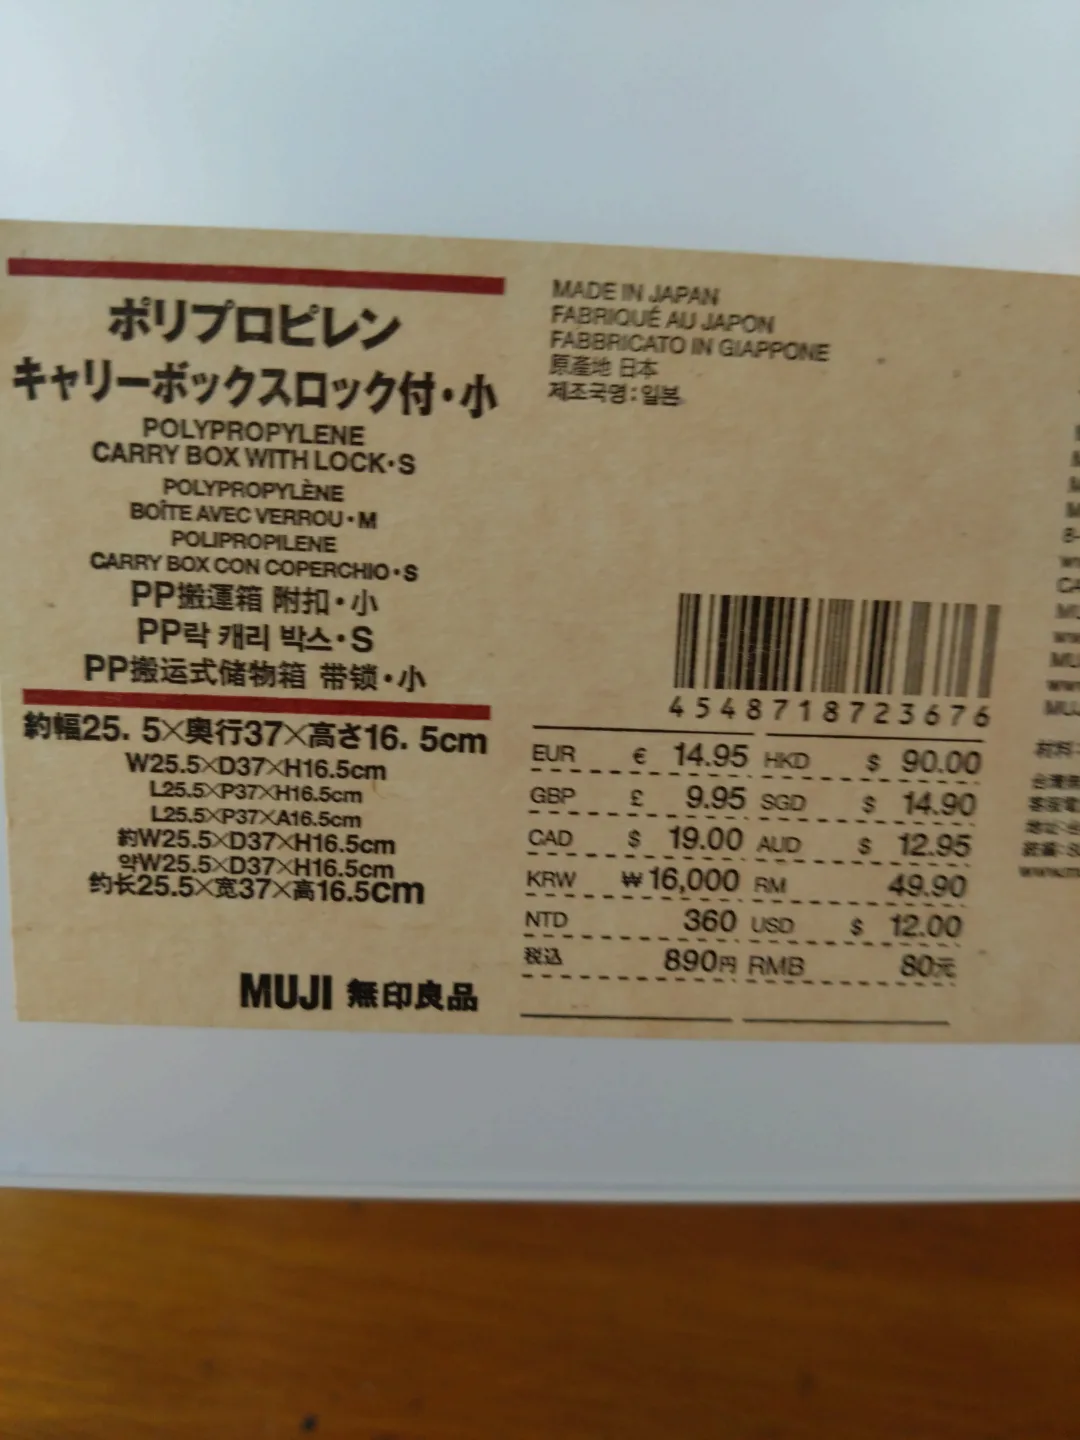 ポリプロピレン
キャリーボックスロック付・小
POLYPROPYLENE
CARRY BOX WITH LOCK・S
POLYPROPYLÈNE
BOÎTE AVEC VERROU・M
POLIPROPILENE
CARRY BOX CON COPERCHIO・S
PP搬運箱 附扣・小
PP락 캐리 박스・S
PP搬运式储物箱 带锁・小
約幅25. 5×奥行37×高さ16. 5cm
W25.5×D37×H16.5cm
L25.5×P37×H16.5cm
L25.5×P37×A16.5cm
約W25.5×D37×H16.5cm
약W25.5×D37×H16.5cm
约长25.5×宽37×高16.5cm
MUJI 無印良品
MADE IN JAPAN
FABRIQUÉ AU JAPON
FABBRICATO IN GIAPPONE
原產地 日本
제조국명:일본
4548718723676
EUR € 14.95 HKD $ 90.00
GBP £ 9.95 SGD $ 14.90
CAD $ 19.00 AUD $ 12.95
KRW ₩16,000 RM 49.90
NTD 360 USD $ 12.00
税込 890円 RMB 80元